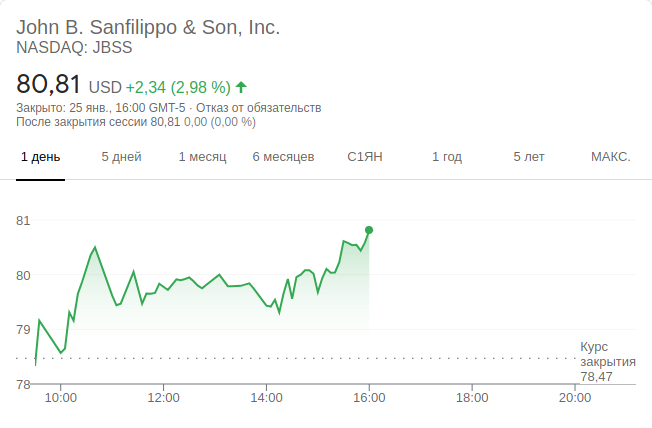 John B. Sanfilippo & Son, Inc.
NASDAQ: JBSS
80,81 USD +2,34 (2,98 %)
Закрыто: 25 янв., 16:00 GMT-5 · Отказ от обязательств
После закрытия сессии 80,81 0,00 (0,00 %)
1 день 5 дней 1 месяц 6 месяцев С1ЯН 1 год 5 лет МАКС.
81
80
79
Курс
закрытия
78,47
78
10:00 12:00 14:00 16:00 18:00 20:00